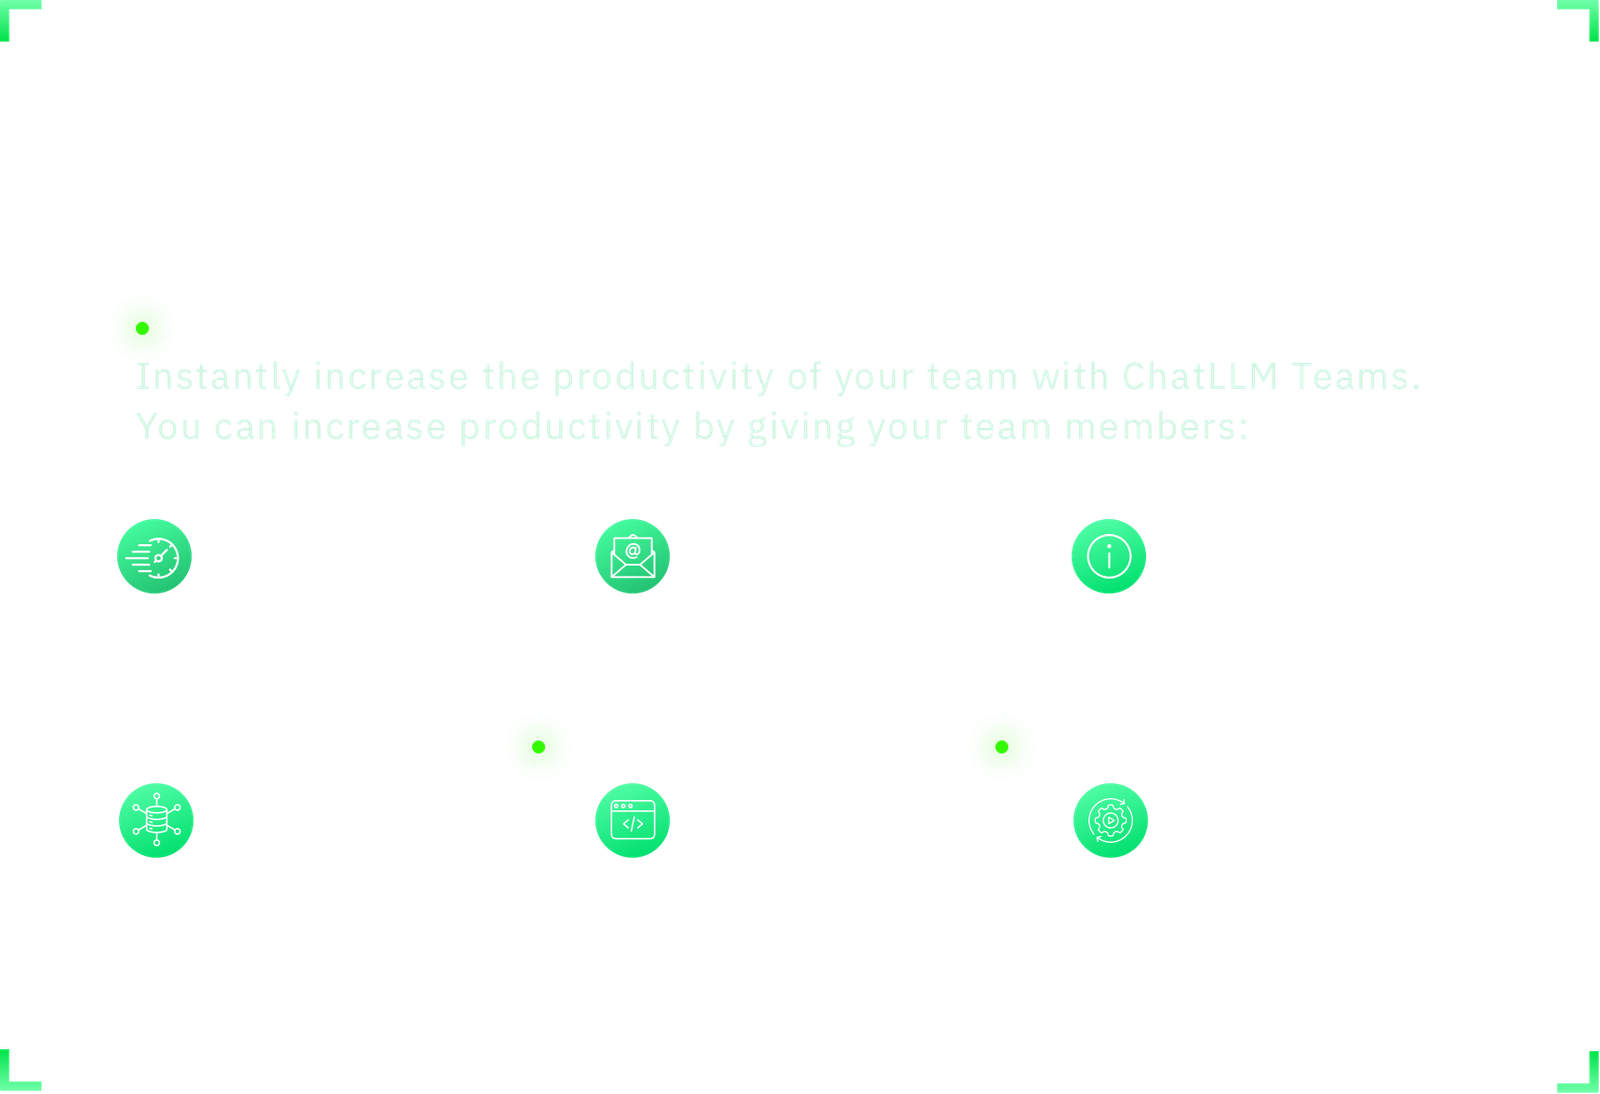 Instantly increase the productivity of your team with ChatLLM Teams.
You can increase productivity by giving your team members: